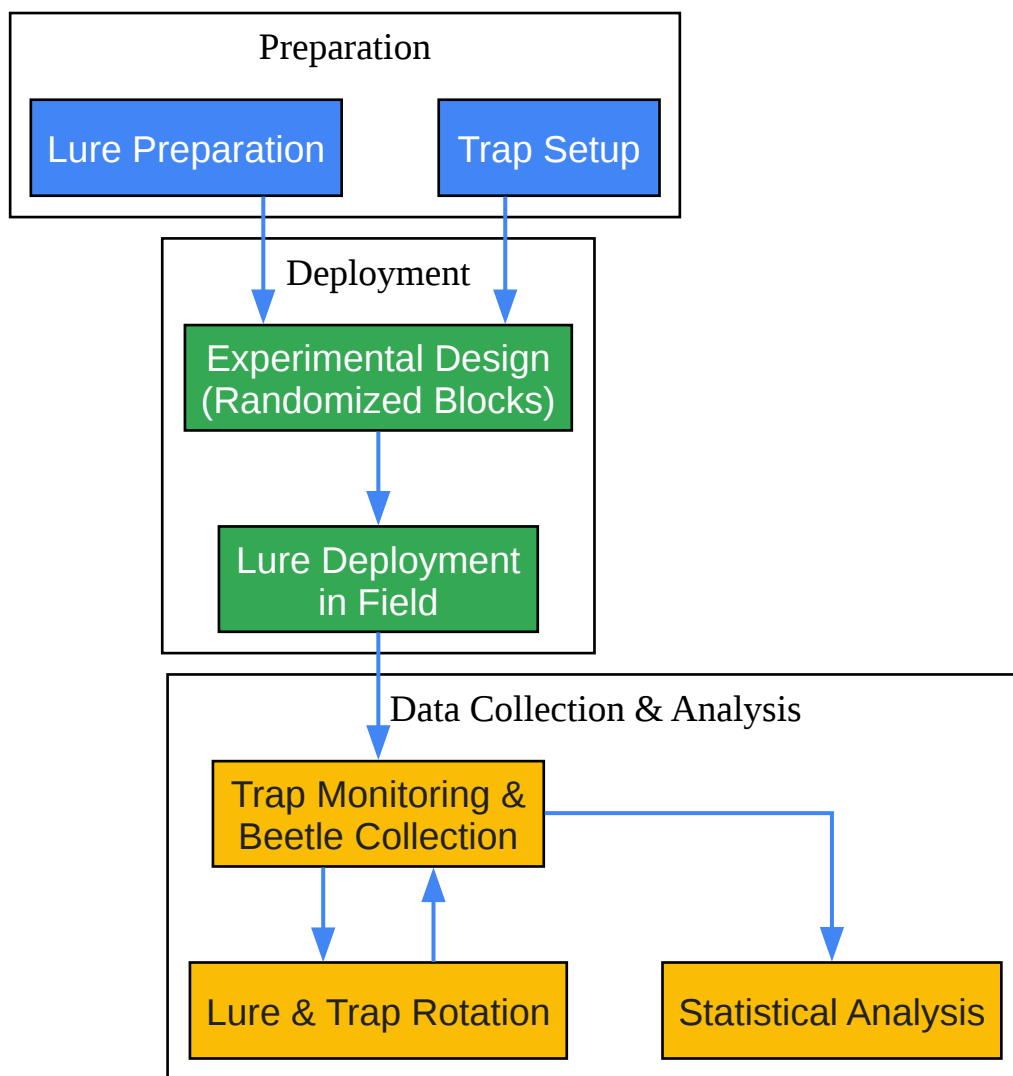 Preparation
Lure Preparation
Trap Setup
Deployment
Experimental Design
(Randomized Blocks)
Lure Deployment
in Field
Data Collection & Analysis
Trap Monitoring &
Beetle Collection
Lure & Trap Rotation
Statistical Analysis